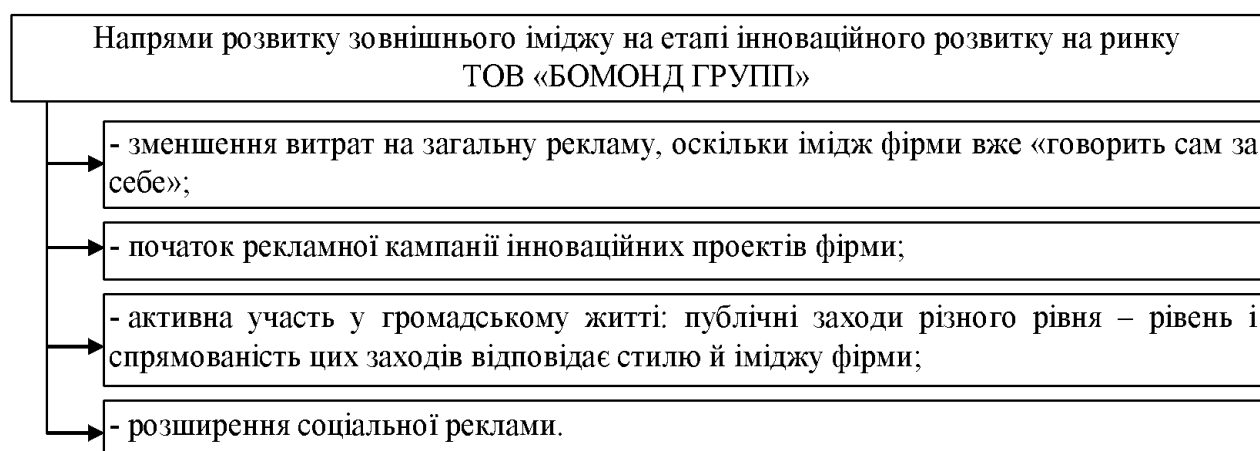 Напрями розвитку зовнішнього іміджу на етапі інноваційного розвитку на ринку
ТОВ «БОМОНД ГРУПП»
- зменшення витрат на загальну рекламу, оскільки імідж фірми вже «говорить сам за
себе»;
- початок рекламної кампанії інноваційних проектів фірми;
- активна участь у громадському житті: публічні заходи різного рівня – рівень і
спрямованість цих заходів відповідає стилю й іміджу фірми;
- розширення соціальної реклами.